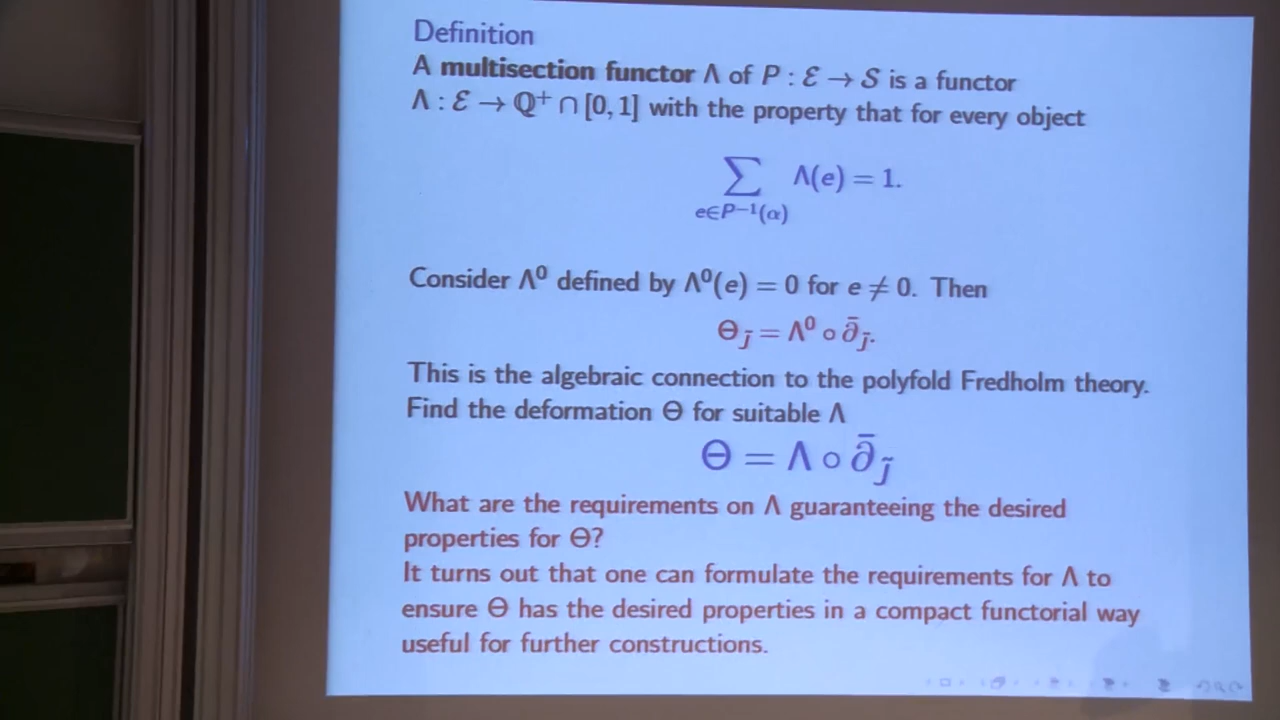 Definition
A multisection functor Λ of P : ℰ → 𝒮 is a functor
Λ : ℰ → ℚ⁺ ∩ [0, 1] with the property that for every object
∑ Λ(e) = 1.
e∈P⁻¹(α)
Consider Λ⁰ defined by Λ⁰(e) = 0 for e ≠ 0. Then
Θ_J̃ = Λ⁰ ∘ ∂̄_J̃.
This is the algebraic connection to the polyfold Fredholm theory.
Find the deformation Θ for suitable Λ
Θ = Λ ∘ ∂̄_J̃
What are the requirements on Λ guaranteeing the desired
properties for Θ?
It turns out that one can formulate the requirements for Λ to
ensure Θ has the desired properties in a compact functorial way
useful for further constructions.